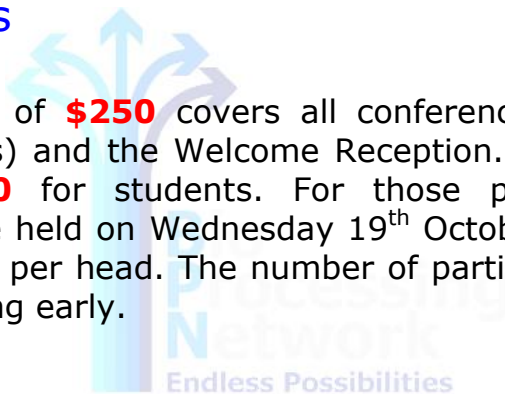 s
of $250 covers all conferenc
s) and the Welcome Reception.
0 for students. For those p
e held on Wednesday 19th Octob
per head. The number of parti
ng early.
D
Processing
Network
Endless Possibilities